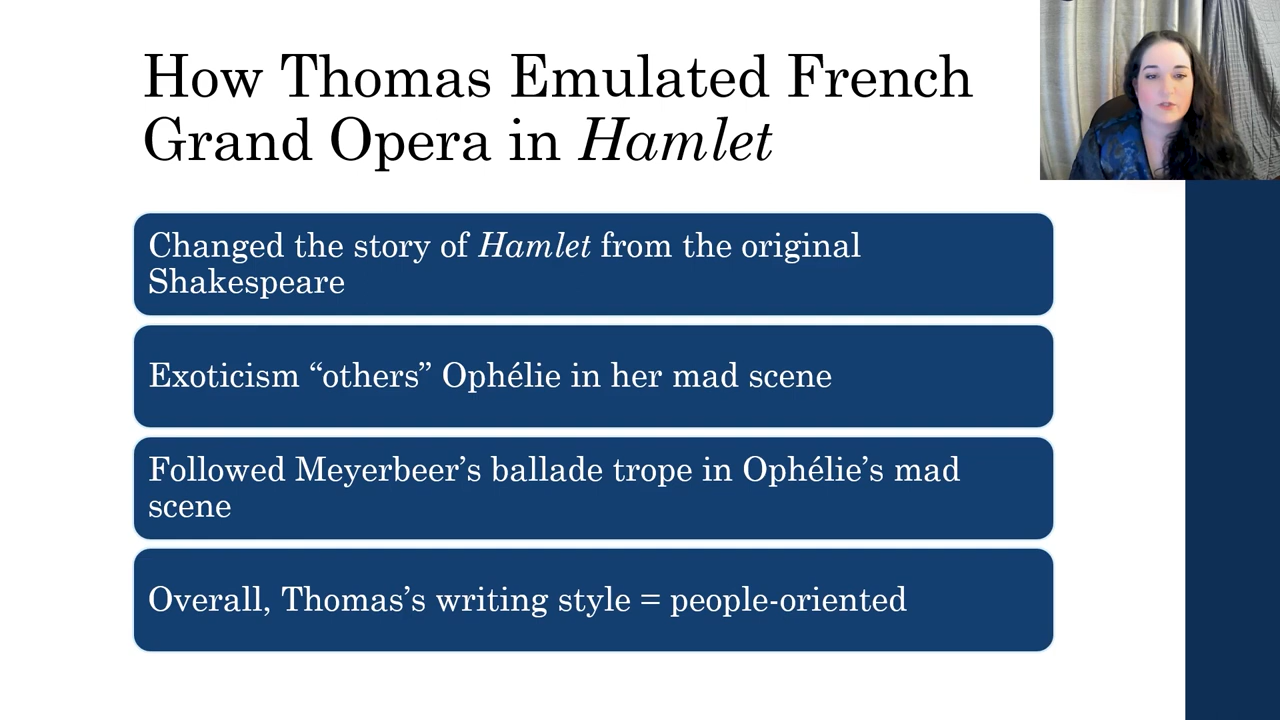 How Thomas Emulated French
Grand Opera in Hamlet
Changed the story of Hamlet from the original
Shakespeare
Exoticism “others” Ophélie in her mad scene
Followed Meyerbeer’s ballade trope in Ophélie’s mad
scene
Overall, Thomas’s writing style = people-oriented